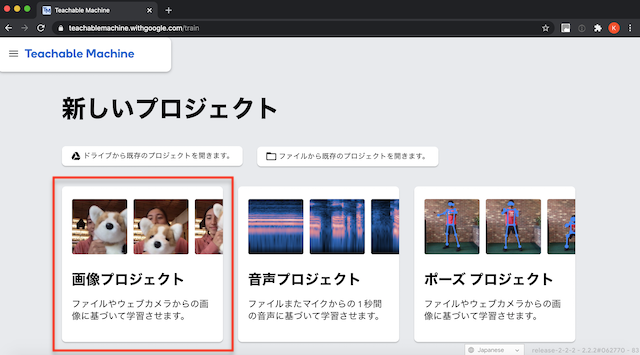 Teachable Machine
teachablemachine.withgoogle.com/train
K
Teachable Machine
新しいプロジェクト
ドライブから既存のプロジェクトを開きます。
ファイルから既存のプロジェクトを開きます。
画像プロジェクト
ファイルやウェブカメラからの画
像に基づいて学習させます。
音声プロジェクト
ファイルまたマイクからの 1 秒間
の音声に基づいて学習させます。
ポーズ プロジェクト
ファイルやウェブカメラからの画
像に基づいて学習させます。
Japanese
release-2-2-2 - 2.2.2#062770 - 83